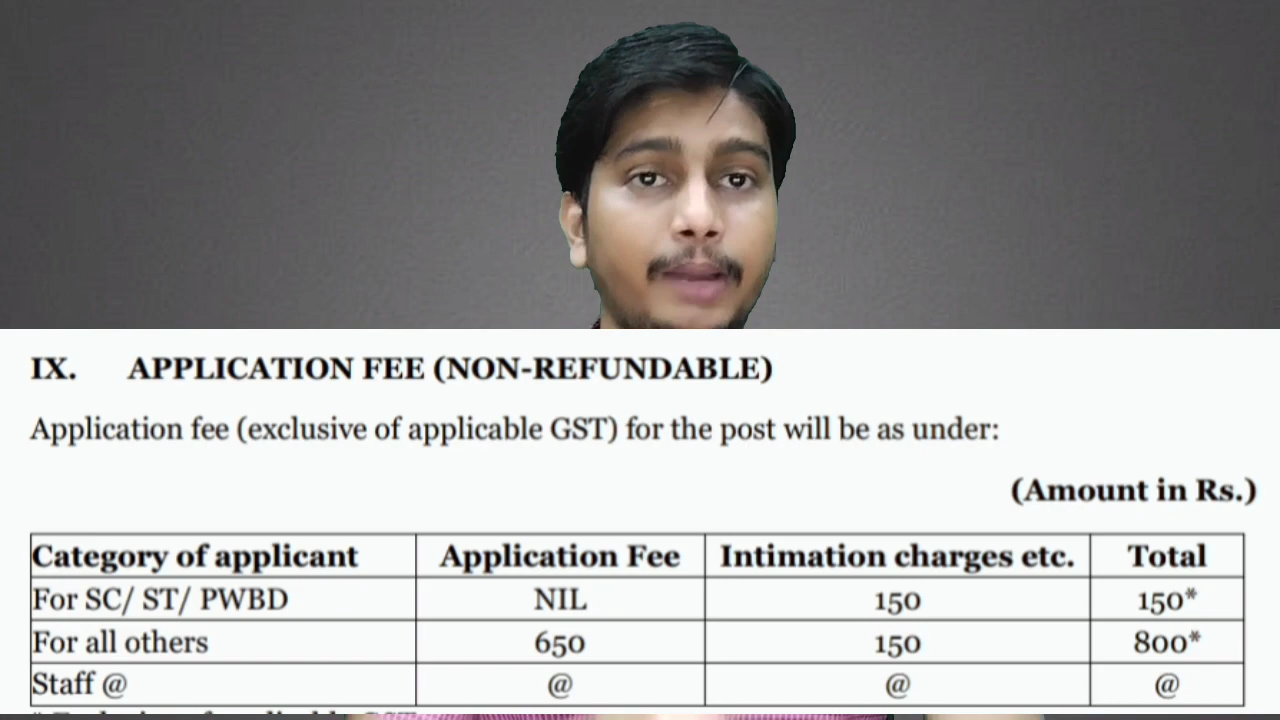 IX. APPLICATION FEE (NON-REFUNDABLE)
Application fee (exclusive of applicable GST) for the post will be as under:
(Amount in Rs.)
Category of applicant Application Fee Intimation charges etc. Total
For SC/ ST/ PWBD NIL 150 150*
For all others 650 150 800*
Staff @ @ @ @